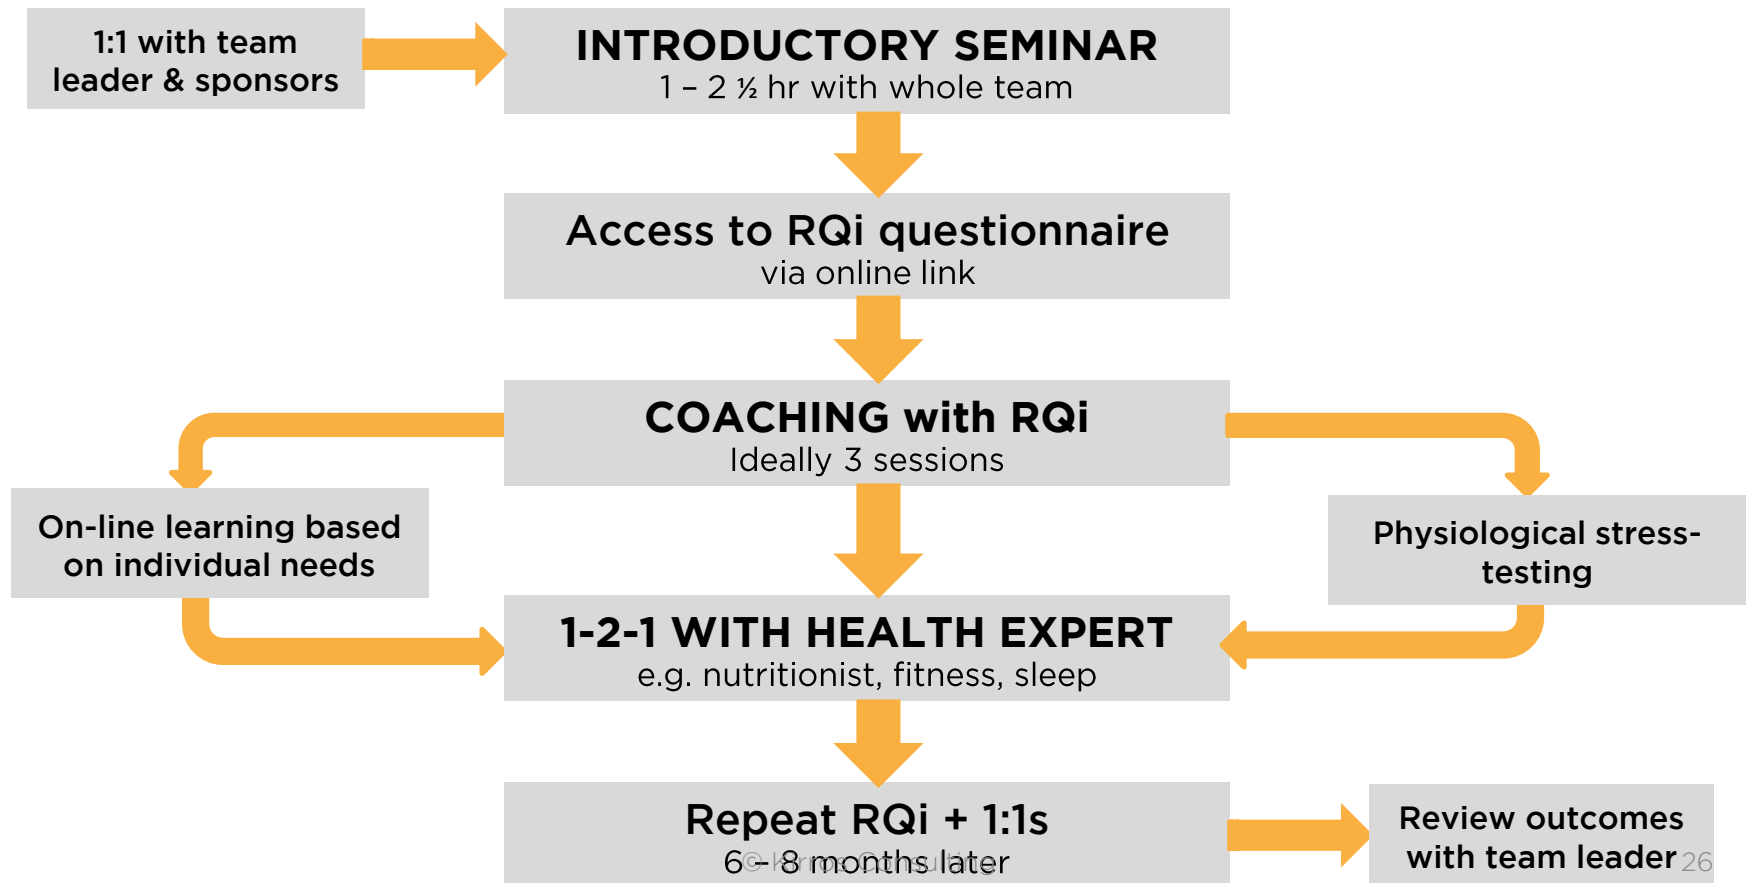 1:1 with team
leader & sponsors
INTRODUCTORY SEMINAR
1 – 2 ½ hr with whole team
Access to RQi questionnaire
via online link
COACHING with RQi
Ideally 3 sessions
On-line learning based
on individual needs
Physiological stress-
testing
1-2-1 WITH HEALTH EXPERT
e.g. nutritionist, fitness, sleep
Repeat RQi + 1:1s
6 – 8 months later
Review outcomes
with team leader
© Kirros Consulting
26